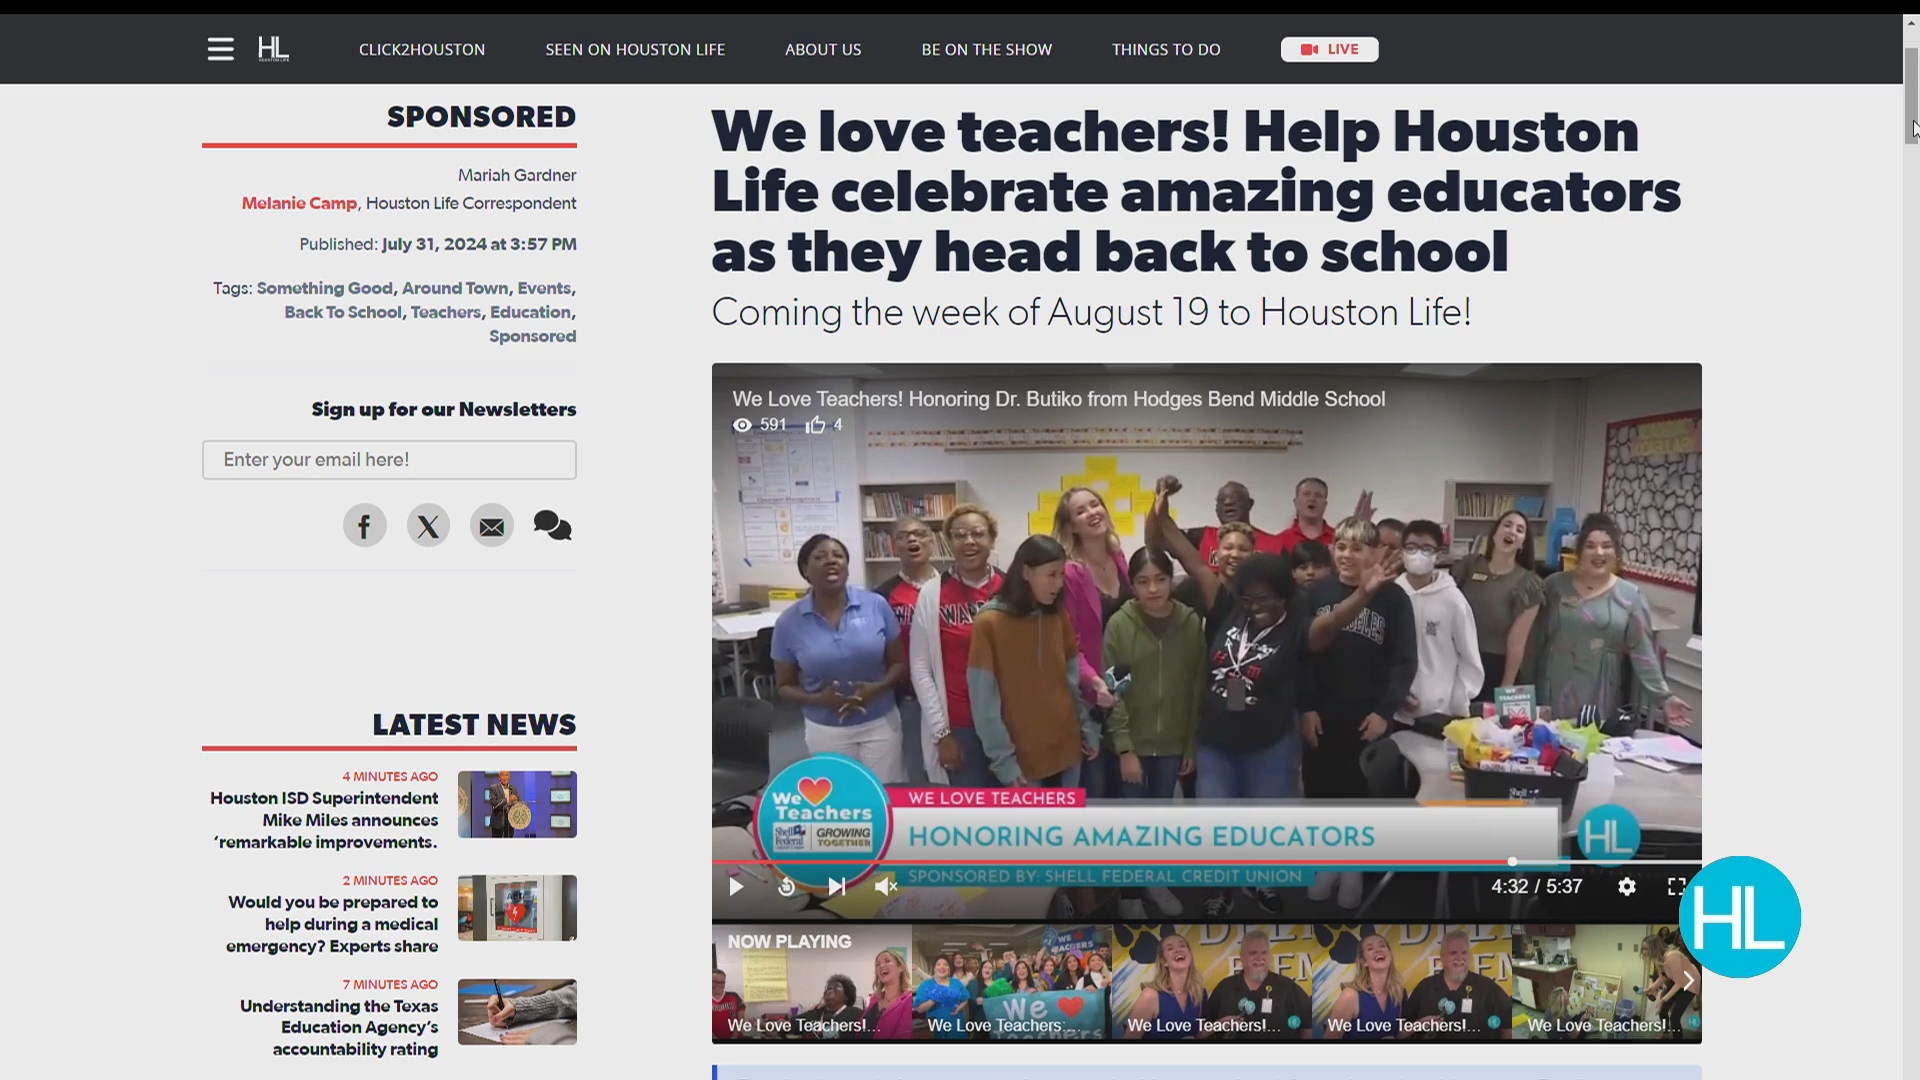 HL
HOUSTON LIFE
CLICK2HOUSTON
SEEN ON HOUSTON LIFE
ABOUT US
BE ON THE SHOW
THINGS TO DO
LIVE
SPONSORED
Mariah Gardner
Melanie Camp, Houston Life Correspondent
Published: July 31, 2024 at 3:57 PM
Tags: Something Good, Around Town, Events,
Back To School, Teachers, Education,
Sponsored
Sign up for our Newsletters
Enter your email here!
LATEST NEWS
4 MINUTES AGO
Houston ISD Superintendent
Mike Miles announces
‘remarkable improvements.
2 MINUTES AGO
Would you be prepared to
help during a medical
emergency? Experts share
7 MINUTES AGO
Understanding the Texas
Education Agency’s
accountability rating
We love teachers! Help Houston
Life celebrate amazing educators
as they head back to school
Coming the week of August 19 to Houston Life!
We Love Teachers! Honoring Dr. Butiko from Hodges Bend Middle School
591
4
We
Teachers
Shell
Federal
GROWING
TOGETHER
WE LOVE TEACHERS
HONORING AMAZING EDUCATORS
SPONSORED BY: SHELL FEDERAL CREDIT UNION
HL
4:32 / 5:37
HL
NOW PLAYING
We Love Teachers!...
We Love Teachers:...
We Love Teachers!...
We Love Teachers!...
We Love Teachers!...